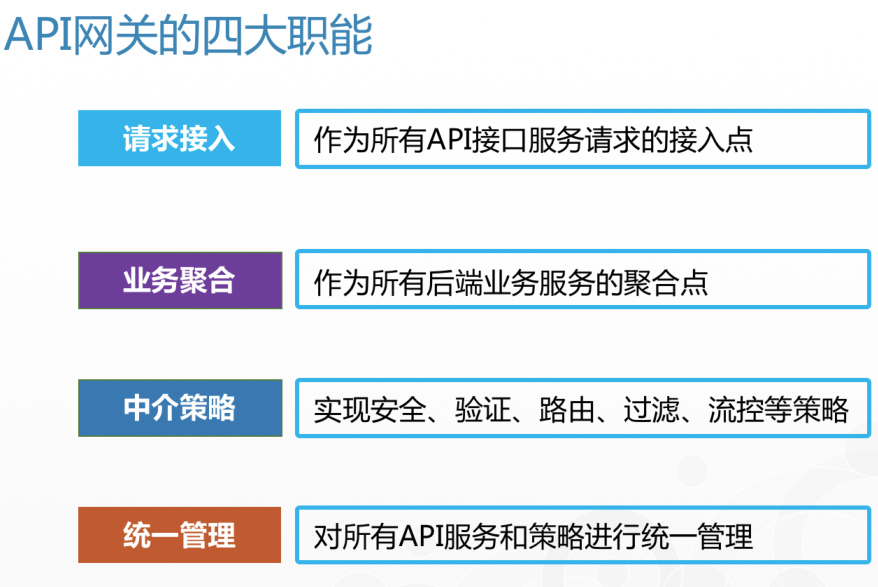 API网关的四大职能
请求接入
作为所有API接口服务请求的接入点
业务聚合
作为所有后端业务服务的聚合点
中介策略
实现安全、验证、路由、过滤、流控等策略
统一管理
对所有API服务和策略进行统一管理